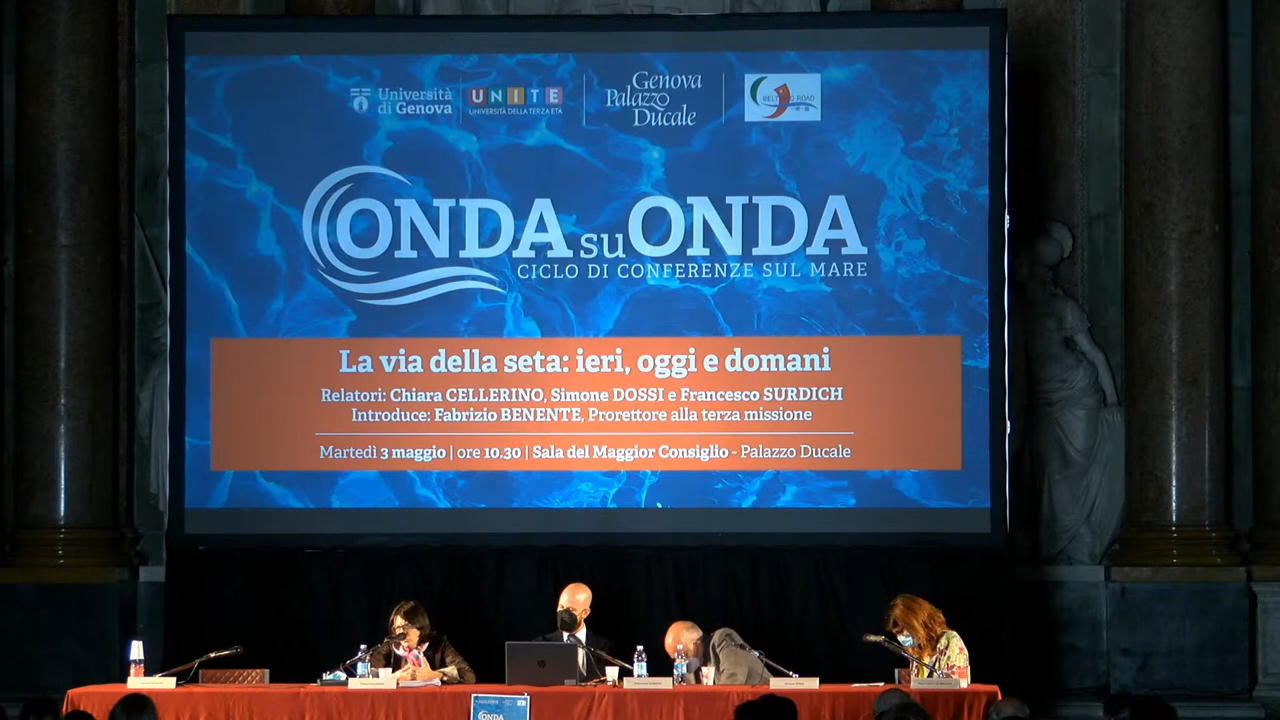 Università
di Genova
UNITE
UNIVERSITÀ DELLA TERZA ETÀ
Genova
Palazzo
Ducale
ONDA su ONDA
CICLO DI CONFERENZE SUL MARE
La via della seta: ieri, oggi e domani
Relatori: Chiara CELLERINO, Simone DOSSI e Francesco SURDICH
Introduce: Fabrizio BENENTE, Prorettore alla terza missione
Martedì 3 maggio | ore 10.30 | Sala del Maggior Consiglio - Palazzo Ducale
ONDA